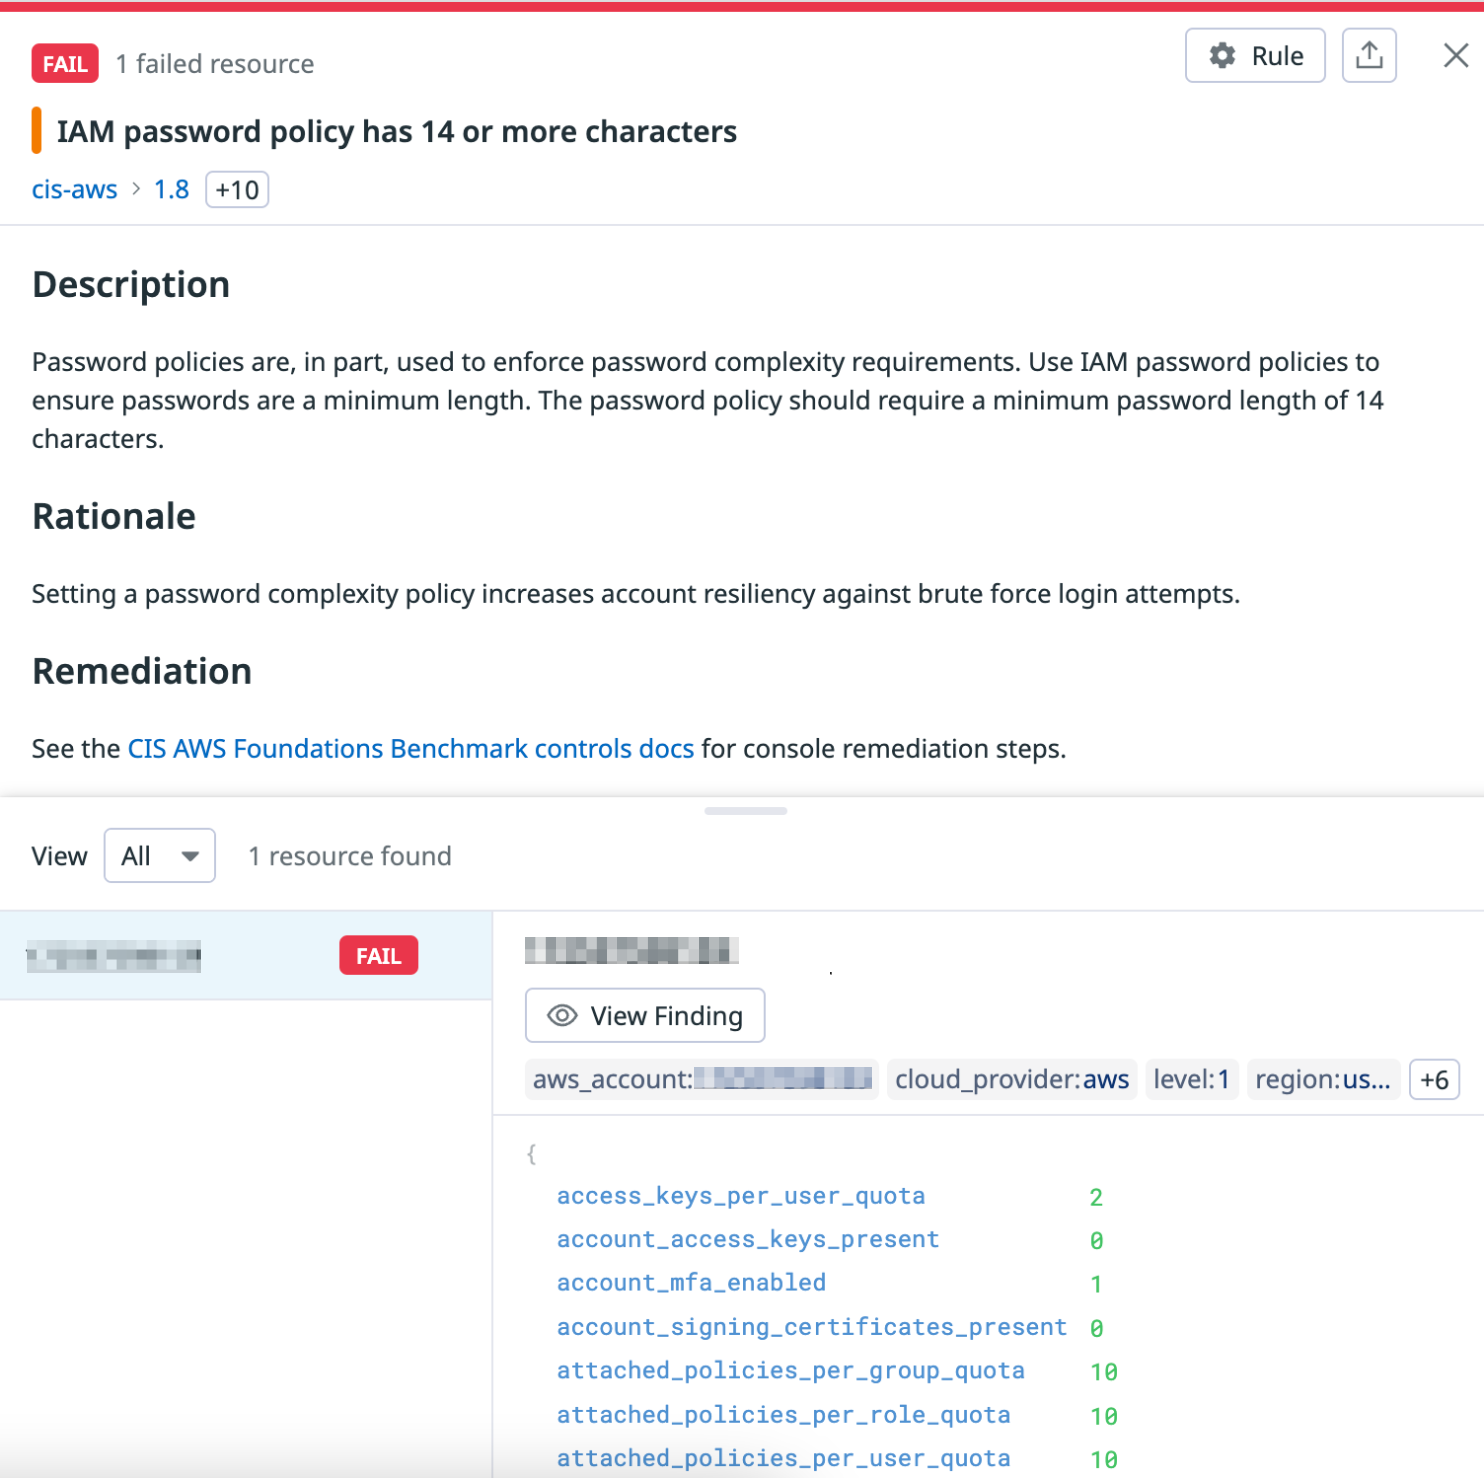 FAIL 1 failed resource Rule
IAM password policy has 14 or more characters
cis-aws > 1.8 +10
Description
Password policies are, in part, used to enforce password complexity requirements. Use IAM password policies to
ensure passwords are a minimum length. The password policy should require a minimum password length of 14
characters.
Rationale
Setting a password complexity policy increases account resiliency against brute force login attempts.
Remediation
See the CIS AWS Foundations Benchmark controls docs for console remediation steps.
View All 1 resource found
FAIL
View Finding
aws_account: cloud_provider:aws level:1 region:us... +6
{
access_keys_per_user_quota 2
account_access_keys_present 0
account_mfa_enabled 1
account_signing_certificates_present 0
attached_policies_per_group_quota 10
attached_policies_per_role_quota 10
attached_policies_per_user_quota 10